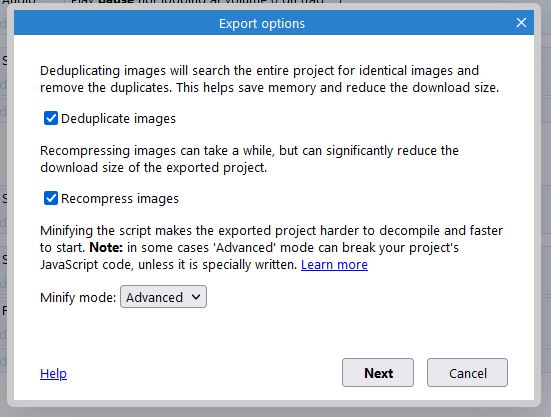 Export options
Deduplicating images will search the entire project for identical images and
remove the duplicates. This helps save memory and reduce the download size.
Deduplicate images
Recompressing images can take a while, but can significantly reduce the
download size of the exported project.
Recompress images
Minifying the script makes the exported project harder to decompile and faster
to start. Note: in some cases 'Advanced' mode can break your project's
JavaScript code, unless it is specially written. Learn more
Minify mode: Advanced
Help
Next
Cancel